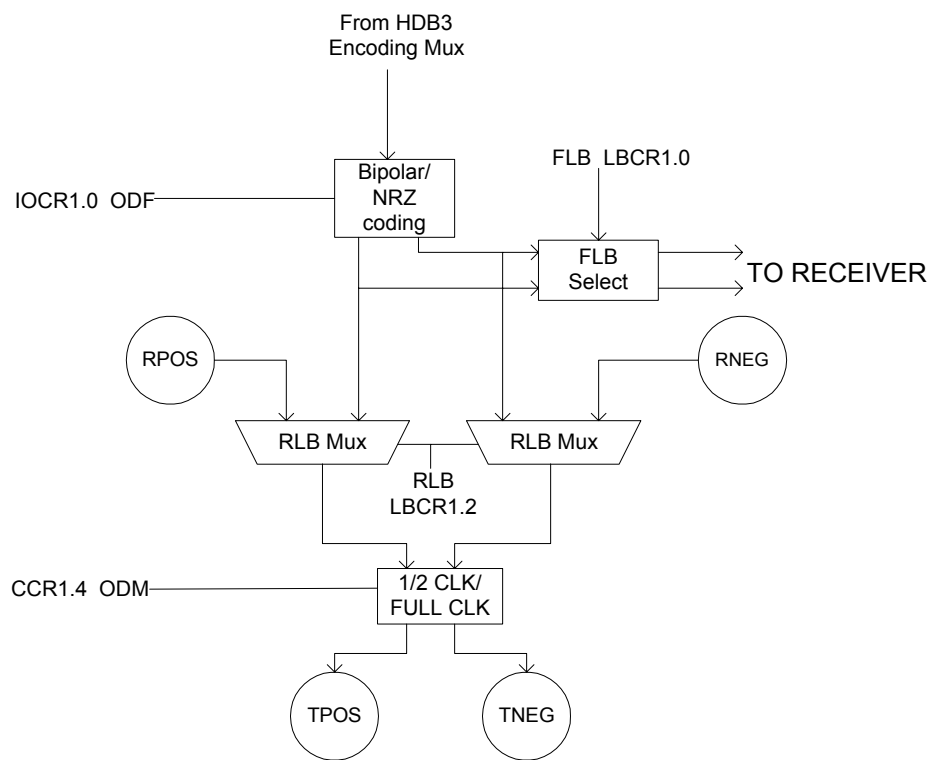 From HDB3
Encoding Mux
FLB LBCR1.0
Bipolar/
NRZ
coding
IOCR1.0 ODF
FLB
Select
TO RECEIVER
RPOS
RNEG
RLB Mux
RLB Mux
RLB
LBCR1.2
CCR1.4 ODM
1/2 CLK/
FULL CLK
TPOS
TNEG